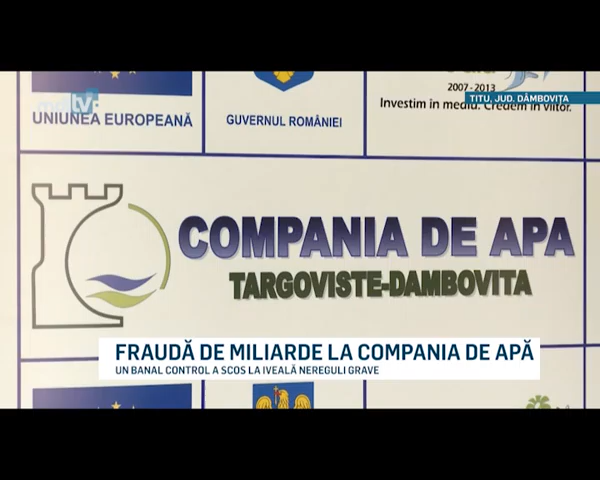 tv
2007 - 2013
TITU, JUD. DÂMBOVIȚA
UNIUNEA EUROPEANĂ
GUVERNUL ROMÂNIEI
Investim în mediu. Credem în viitor.
COMPANIA DE APA
TARGOVISTE-DAMBOVITA
FRAUDĂ DE MILIARDE LA COMPANIA DE APĂ
UN BANAL CONTROL A SCOS LA IVEALĂ NEREGULI GRAVE